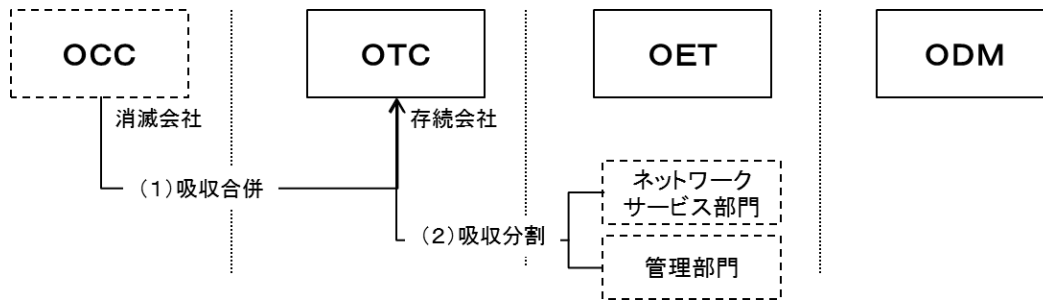 OCC
OTC
OET
ODM
消滅会社
存続会社
(1)吸収合併
ネットワーク
サービス部門
(2)吸収分割
管理部門